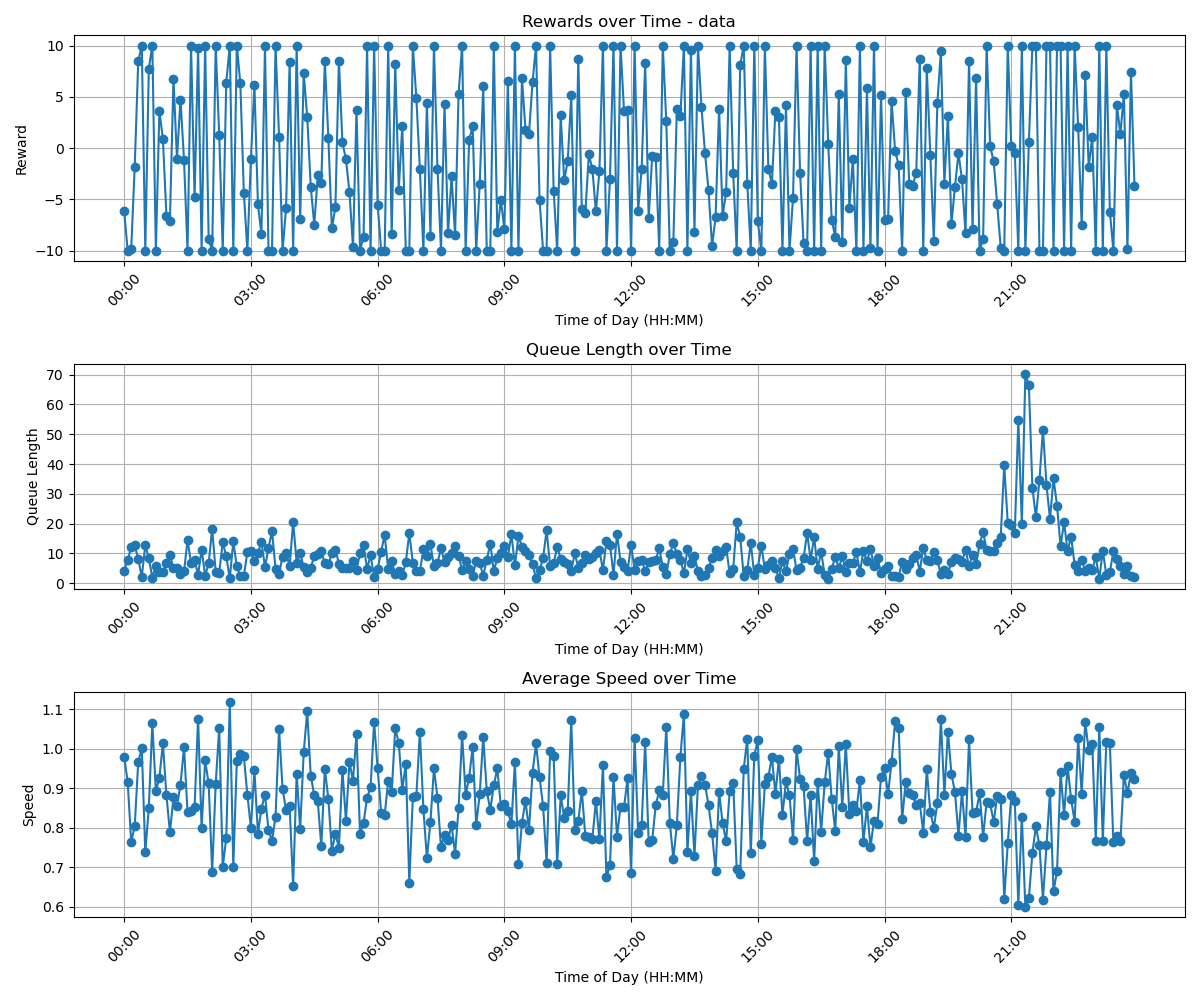 Rewards over Time - data
10
5
0
−5
−10
Reward
00:00 03:00 06:00 09:00 12:00 15:00 18:00 21:00
Time of Day (HH:MM)
Queue Length over Time
70
60
50
40
30
20
10
0
Queue Length
00:00 03:00 06:00 09:00 12:00 15:00 18:00 21:00
Time of Day (HH:MM)
Average Speed over Time
1.1
1.0
0.9
0.8
0.7
0.6
Speed
00:00 03:00 06:00 09:00 12:00 15:00 18:00 21:00
Time of Day (HH:MM)